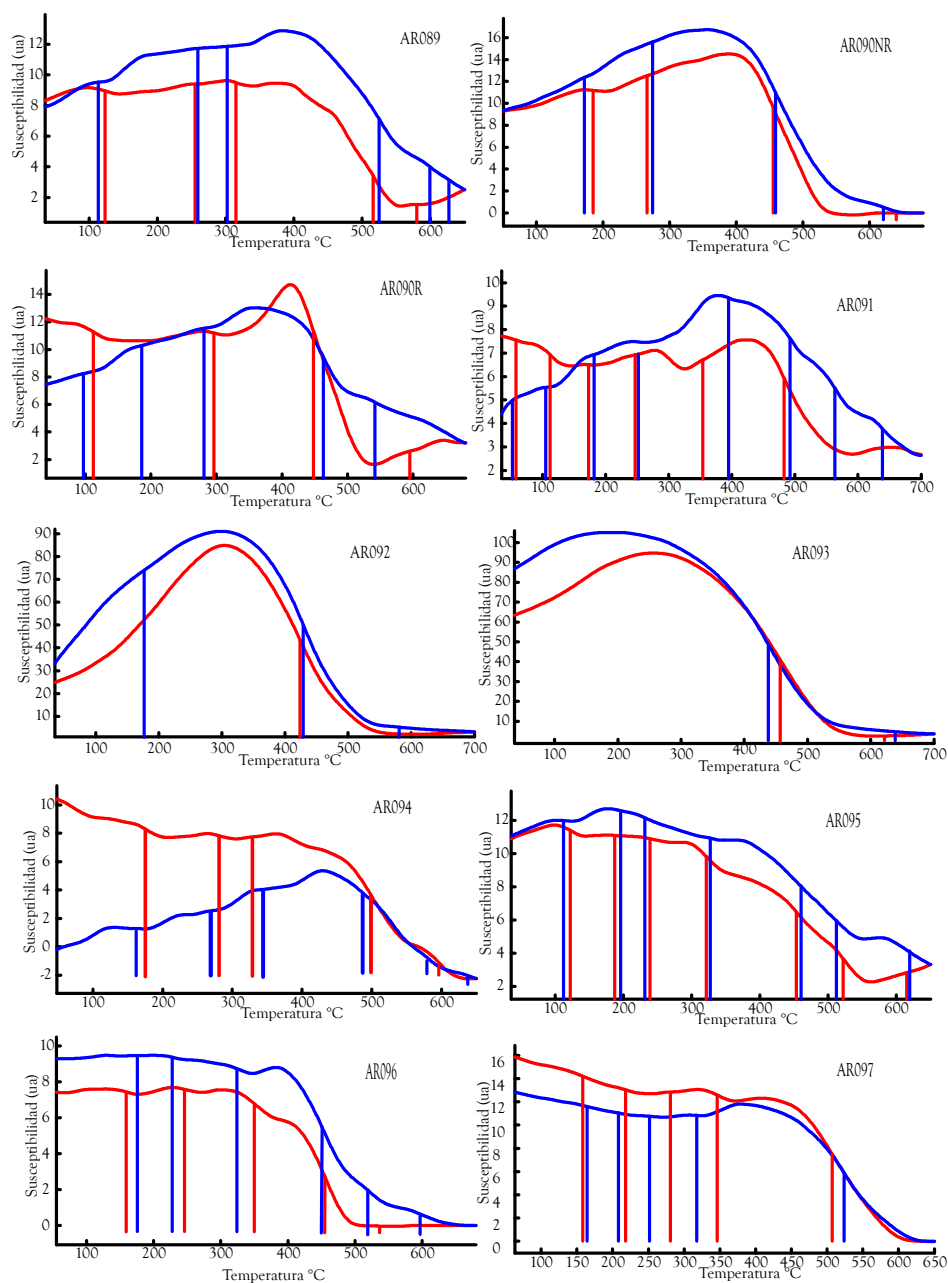 AR089
Susceptibilidad (ua)
12
10
8
6
4
2
100 200 300 400 500 600
Temperatura °C
AR090NR
Susceptibilidad (ua)
16
14
12
10
8
6
4
2
0
100 200 300 400 500 600
Temperatura °C
AR090R
Susceptibilidad (ua)
14
12
10
8
6
4
2
100 200 300 400 500 600
Temperatura °C
AR091
Susceptibilidad (ua)
10
9
8
7
6
5
4
3
2
100 200 300 400 500 600 700
Temperatura °C
AR092
Susceptibilidad (ua)
90
80
70
60
50
40
30
20
10
100 200 300 400 500 600 700
Temperatura °C
AR093
Susceptibilidad (ua)
100
90
80
70
60
50
40
30
20
10
100 200 300 400 500 600 700
Temperatura °C
AR094
Susceptibilidad (ua)
10
8
6
4
2
0
-2
100 200 300 400 500 600
Temperatura °C
AR095
Susceptibilidad (ua)
12
10
8
6
4
2
100 200 300 400 500 600
Temperatura °C
AR096
Susceptibilidad (ua)
10
8
6
4
2
0
100 200 300 400 500 600
Temperatura °C
AR097
Susceptibilidad (ua)
16
14
12
10
8
6
4
2
0
100 150 200 250 300 350 400 450 500 550 600 650
Temperatura °C